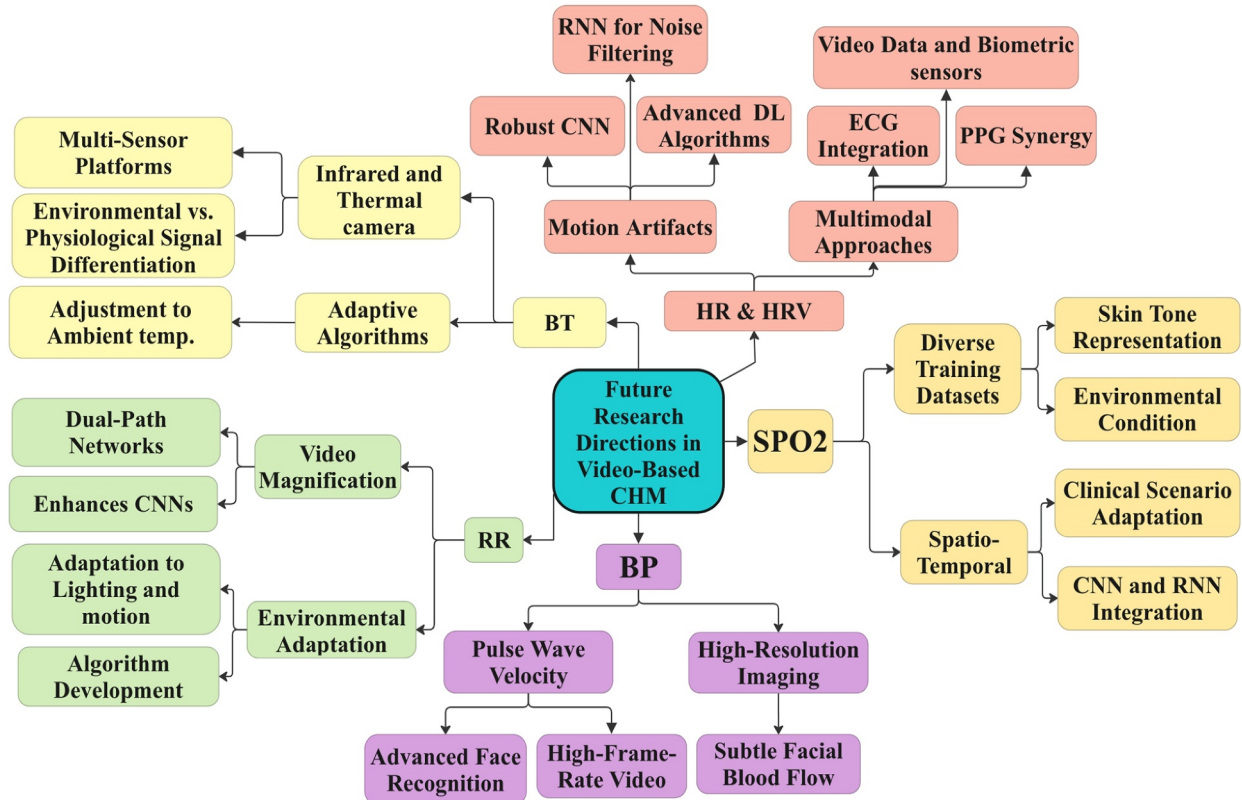 RNN for Noise
Filtering
Video Data and Biometric
sensors
Robust CNN
Advanced DL
Algorithms
ECG
Integration
PPG Synergy
Motion Artifacts
Multimodal
Approaches
HR & HRV
Multi-Sensor
Platforms
Environmental vs.
Physiological Signal
Differentiation
Infrared and
Thermal
camera
Adjustment to
Ambient temp.
Adaptive
Algorithms
BT
Future
Research
Directions in
Video-Based
CHM
SPO2
Diverse
Training
Datasets
Skin Tone
Representation
Environmental
Condition
Spatio-
Temporal
Clinical Scenario
Adaptation
CNN and RNN
Integration
Dual-Path
Networks
Enhances CNNs
Video
Magnification
RR
Adaptation to
Lighting and
motion
Algorithm
Development
Environmental
Adaptation
BP
Pulse Wave
Velocity
High-Resolution
Imaging
Advanced Face
Recognition
High-Frame-
Rate Video
Subtle Facial
Blood Flow